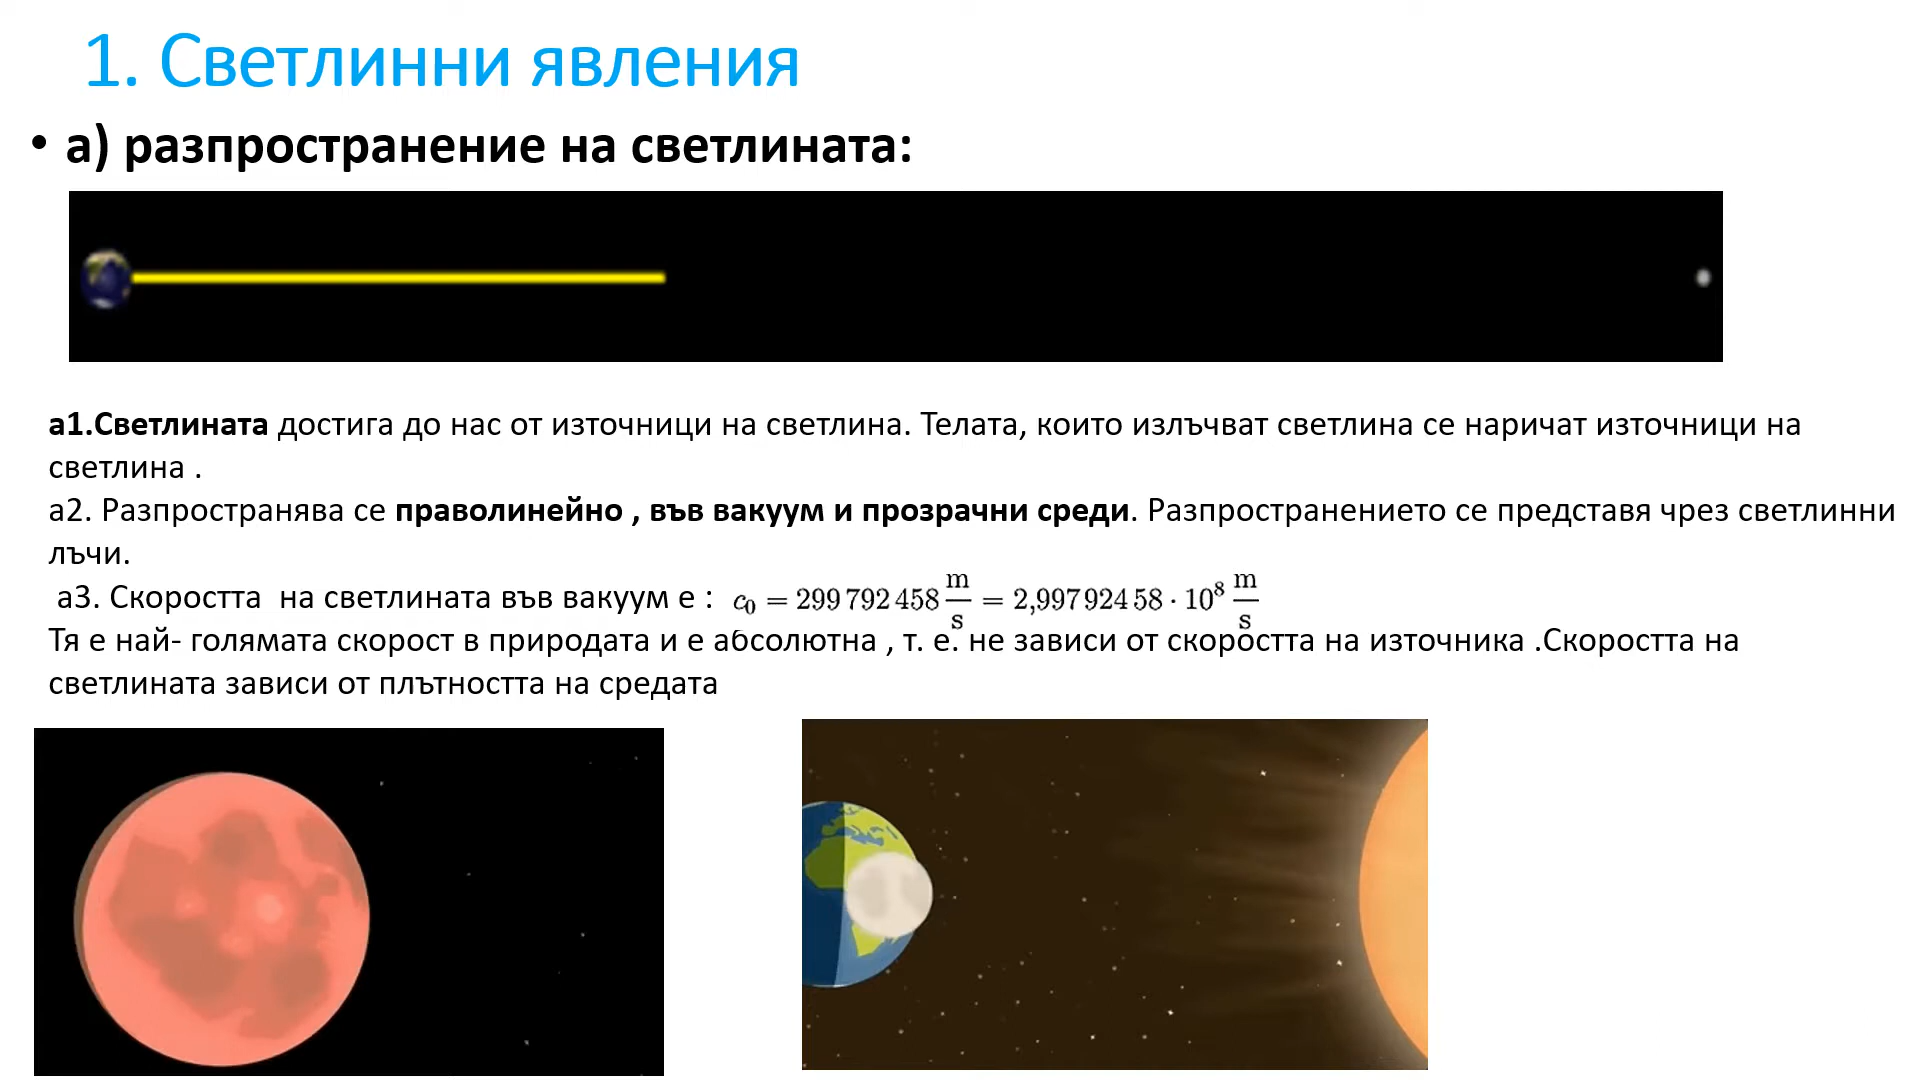 1. Светлинни явления
• а) разпространение на светлината:
а1.Светлината достига до нас от източници на светлина. Телата, които излъчват светлина се наричат източници на
светлина .
а2. Разпространява се праволинейно , във вакуум и прозрачни среди. Разпространението се представя чрез светлинни
лъчи.
а3. Скоростта  на светлината във вакуум е : c₀ = 299 792 458 m/s = 2,997 924 58 · 10⁸ m/s
Тя е най- голямата скорост в природата и е абсолютна , т. е. не зависи от скоростта на източника .Скоростта на
светлината зависи от плътността на средата